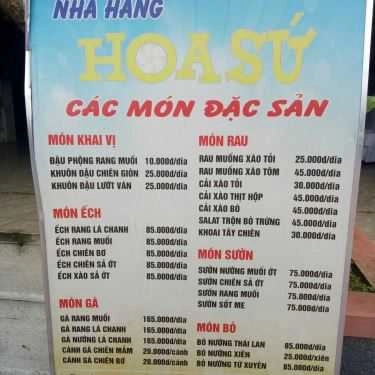 NHÀ HÀNG
HOA SỨ
CÁC MÓN ĐẶC SẢN
MÓN KHAI VỊ
ĐẬU PHỘNG RANG MUỐI 10.000đ/dĩa
KHUÔN ĐẬU CHIÊN GIÒN 25.000đ/dĩa
KHUÔN ĐẬU LƯỚT VÁN 25.000đ/dĩa
MÓN ẾCH
ẾCH RANG LÁ CHANH 85.000đ/dĩa
ẾCH RANG MUỐI 85.000đ/dĩa
ẾCH CHIÊN BƠ 85.000đ/dĩa
ẾCH CHIÊN SẢ ỚT 85.000đ/dĩa
ẾCH XÀO SẢ ỚT 85.000đ/dĩa
MÓN GÀ
GÀ RANG MUỐI 165.000đ/dĩa
GÀ RANG LÁ CHANH 165.000đ/dĩa
GÀ NƯỚNG LÁ CHANH 165.000đ/dĩa
CÁNH GÀ CHIÊN MẮM 20.000đ/cánh
CÁNH GÀ CHIÊN BƠ 20.000đ/cánh
MÓN RAU
RAU MUỐNG XÀO TỎI 25.000đ/dĩa
RAU MUỐNG XÀO TÔM 45.000đ/dĩa
CẢI XÀO TỎI 30.000đ/dĩa
CẢI XÀO THỊT HỘP 45.000đ/dĩa
CẢI XÀO BÒ 45.000đ/dĩa
SALAT TRỘN BÒ TRỨNG 45.000đ/dĩa
KHOAI TÂY CHIÊN 30.000đ/dĩa
MÓN SƯỜN
SƯỜN NƯỚNG MUỐI ỚT 75.000đ/dĩa
SƯỜN CHIÊN SẢ ỚT 75.000đ/dĩa
SƯỜN RANG MUỐI 75.000đ/dĩa
SƯỜN SỐT ME 75.000đ/dĩa
MÓN BÒ
BÒ NƯỚNG THÁI LAN 85.000đ/dĩa
BÒ NƯỚNG XIÊN 25.000đ/xiên
BÒ NƯỚNG TỨ XUYÊN 85.000đ/dĩa